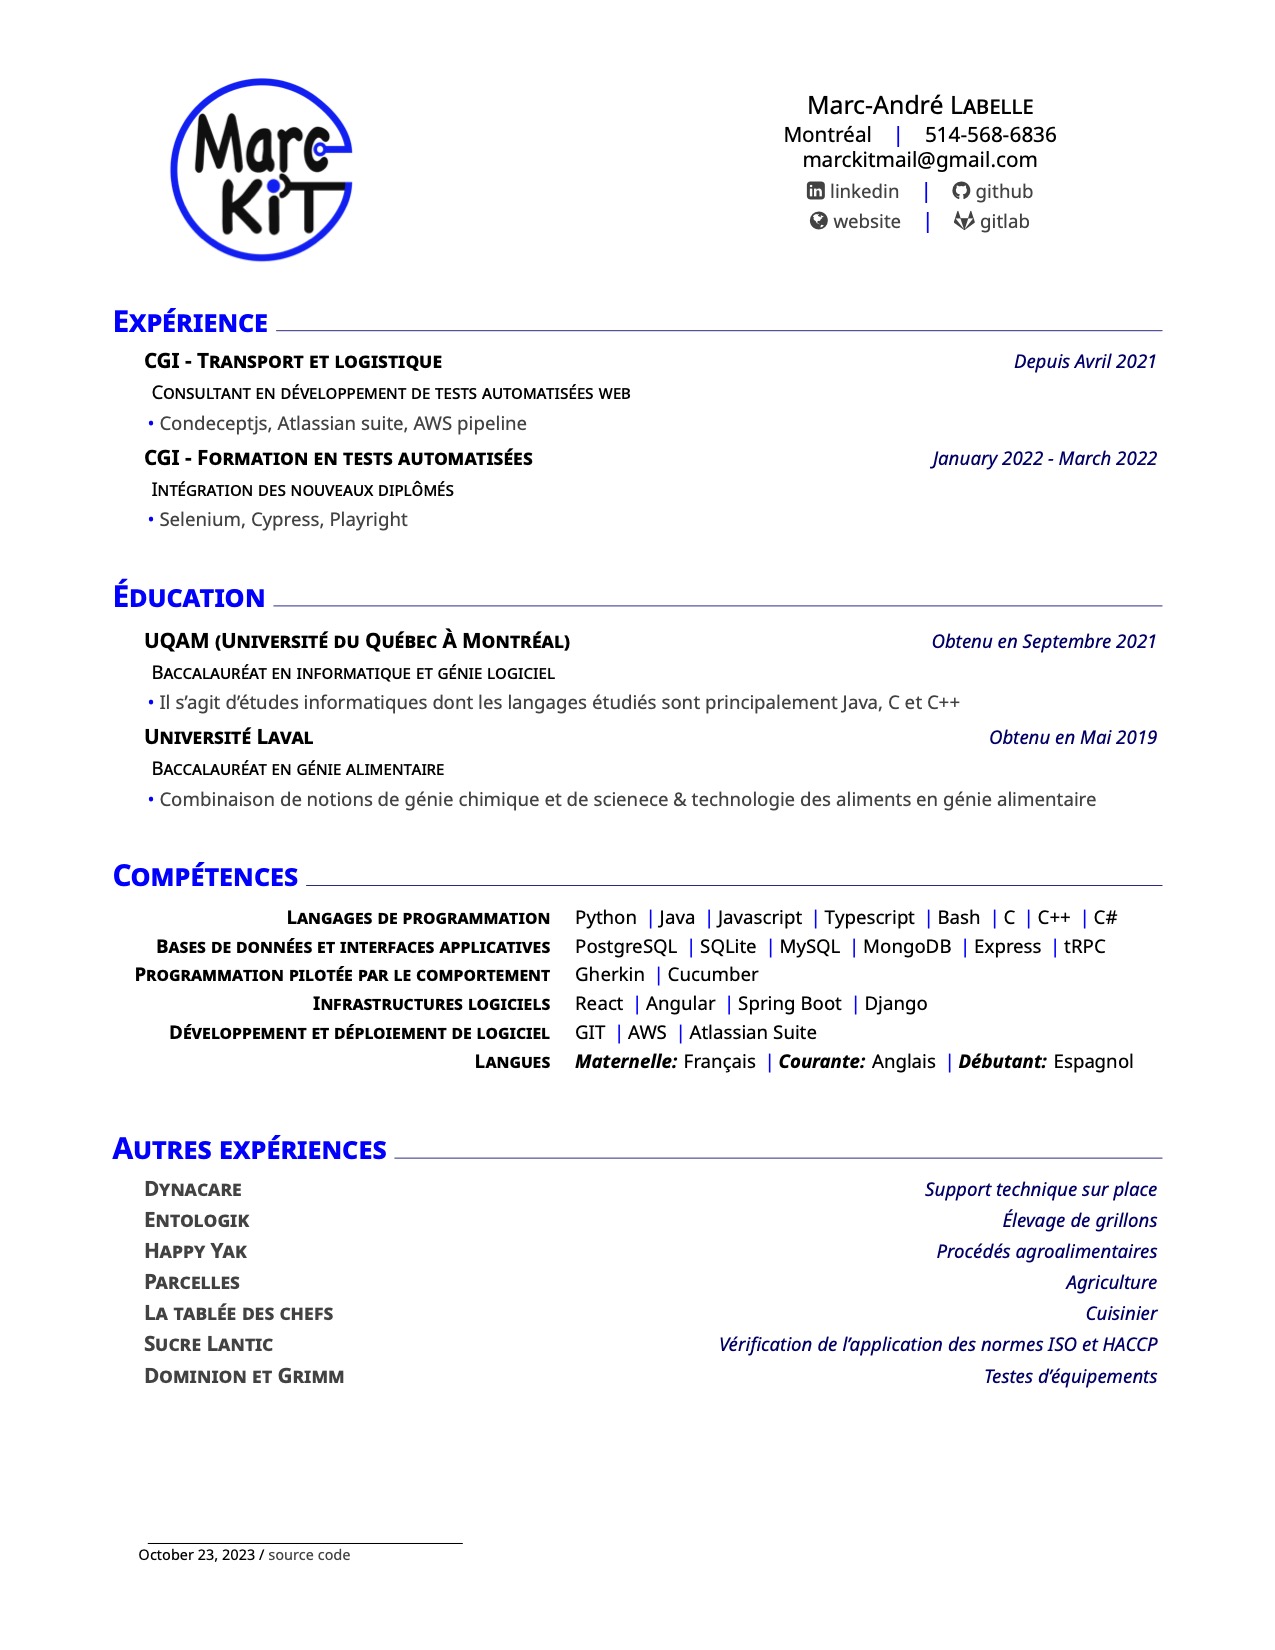 Marc
KiT
Marc-André LABELLE
Montréal | 514-568-6836
marckitmail@gmail.com
linkedin | github
website | gitlab
EXPÉRIENCE
CGI - TRANSPORT ET LOGISTIQUE Depuis Avril 2021
CONSULTANT EN DÉVELOPPEMENT DE TESTS AUTOMATISÉES WEB
• Condeceptjs, Atlassian suite, AWS pipeline
CGI - FORMATION EN TESTS AUTOMATISÉES January 2022 - March 2022
INTÉGRATION DES NOUVEAUX DIPLÔMÉS
• Selenium, Cypress, Playright
ÉDUCATION
UQAM (UNIVERSITÉ DU QUÉBEC À MONTRÉAL) Obtenu en Septembre 2021
BACCALAURÉAT EN INFORMATIQUE ET GÉNIE LOGICIEL
• Il s’agit d’études informatiques dont les langages étudiés sont principalement Java, C et C++
UNIVERSITÉ LAVAL Obtenu en Mai 2019
BACCALAURÉAT EN GÉNIE ALIMENTAIRE
• Combinaison de notions de génie chimique et de scienece & technologie des aliments en génie alimentaire
COMPÉTENCES
LANGAGES DE PROGRAMMATION Python | Java | Javascript | Typescript | Bash | C | C++ | C#
BASES DE DONNÉES ET INTERFACES APPLICATIVES PostgreSQL | SQLite | MySQL | MongoDB | Express | tRPC
PROGRAMMATION PILOTÉE PAR LE COMPORTEMENT Gherkin | Cucumber
INFRASTRUCTURES LOGICIELS React | Angular | Spring Boot | Django
DÉVELOPPEMENT ET DÉPLOIEMENT DE LOGICIEL GIT | AWS | Atlassian Suite
LANGUES Maternelle: Français | Courante: Anglais | Débutant: Espagnol
AUTRES EXPÉRIENCES
DYNACARE Support technique sur place
ENTOLOGIK Élevage de grillons
HAPPY YAK Procédés agroalimentaires
PARCELLES Agriculture
LA TABLÉE DES CHEFS Cuisinier
SUCRE LANTIC Vérification de l’application des normes ISO et HACCP
DOMINION ET GRIMM Testes d’équipements
October 23, 2023 / source code